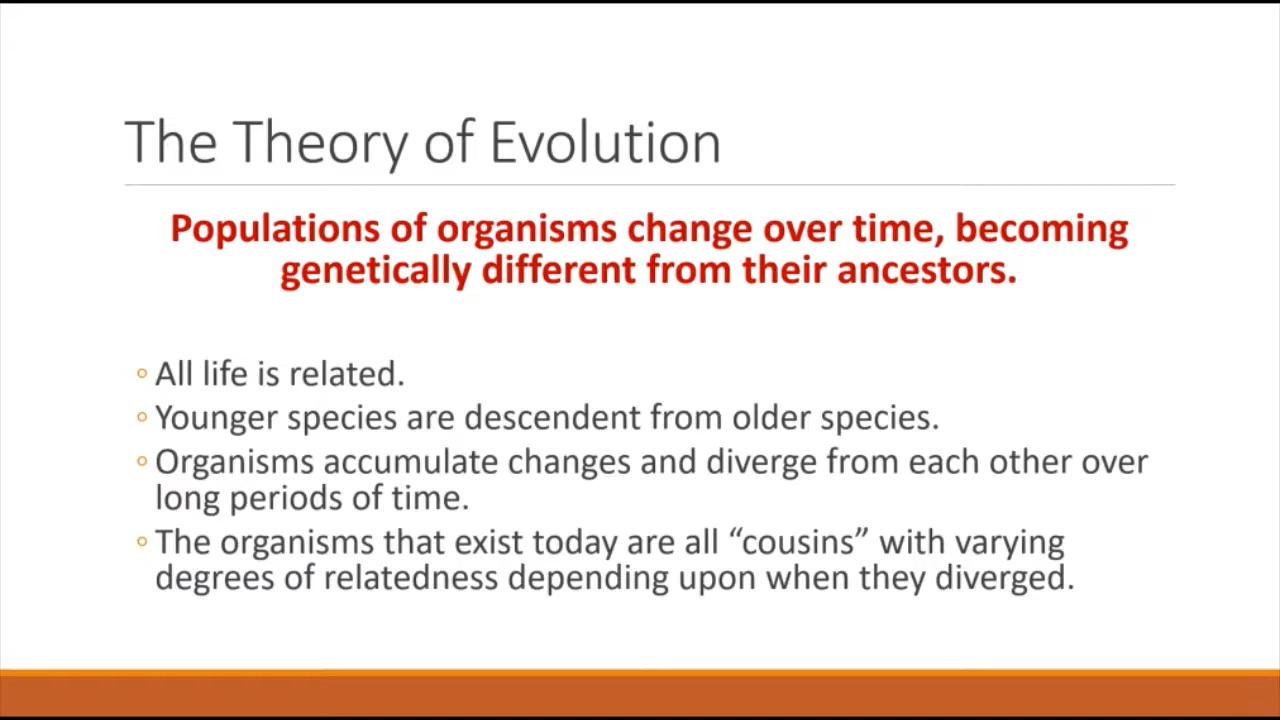 The Theory of Evolution
Populations of organisms change over time, becoming
genetically different from their ancestors.
◦ All life is related.
◦ Younger species are descendent from older species.
◦ Organisms accumulate changes and diverge from each other over
long periods of time.
◦ The organisms that exist today are all “cousins” with varying
degrees of relatedness depending upon when they diverged.